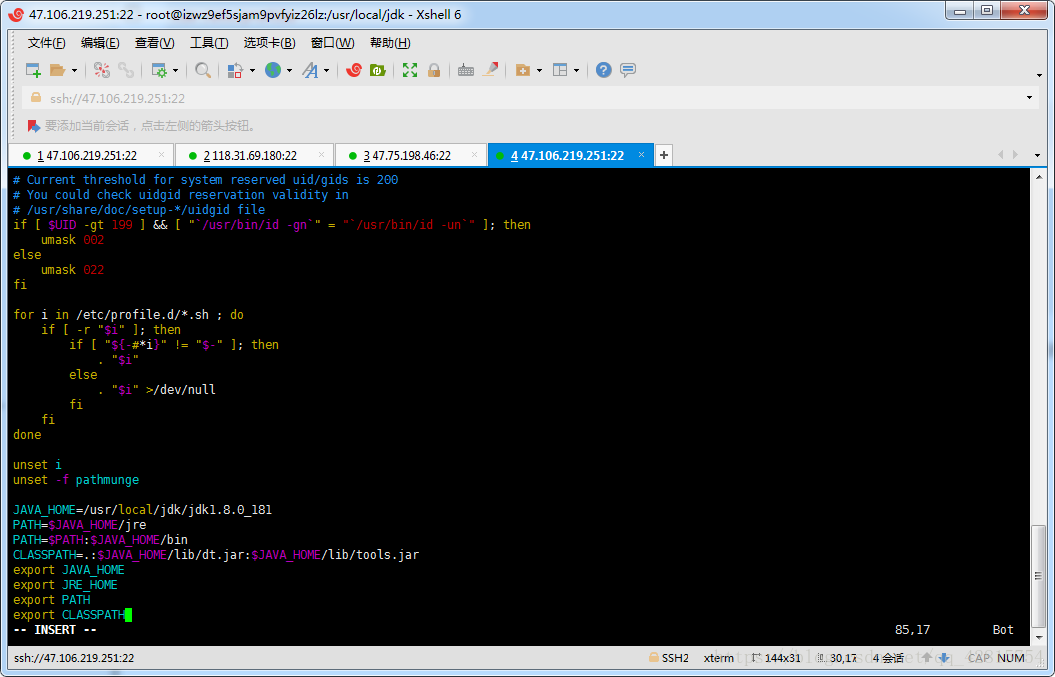 47.106.219.251:22 - root@izwz9ef5sjam9pvfyiz26lz:/usr/local/jdk - Xshell 6
文件(F) 编辑(E) 查看(V) 工具(T) 选项卡(B) 窗口(W) 帮助(H)
ssh://47.106.219.251:22
要添加当前会话，点击左侧的箭头按钮。
1 47.106.219.251:22 2 118.31.69.180:22 3 47.75.198.46:22 4 47.106.219.251:22
# Current threshold for system reserved uid/gids is 200
# You could check uidgid reservation validity in
# /usr/share/doc/setup-*/uidgid file
if [ $UID -gt 199 ] && [ "`/usr/bin/id -gn`" = "`/usr/bin/id -un`" ]; then
    umask 002
else
    umask 022
fi
for i in /etc/profile.d/*.sh ; do
    if [ -r "$i" ]; then
        if [ "${-#*i}" != "$-" ]; then
            . "$i"
        else
            . "$i" >/dev/null
        fi
    fi
done
unset i
unset -f pathmunge
JAVA_HOME=/usr/local/jdk/jdk1.8.0_181
PATH=$JAVA_HOME/jre
PATH=$PATH:$JAVA_HOME/bin
CLASSPATH=.:$JAVA_HOME/lib/dt.jar:$JAVA_HOME/lib/tools.jar
export JAVA_HOME
export JRE_HOME
export PATH
export CLASSPATH
-- INSERT -- 85,17 Bot
ssh://47.106.219.251:22 SSH2 xterm 144x31 30,17 4 会话 CAP NUM